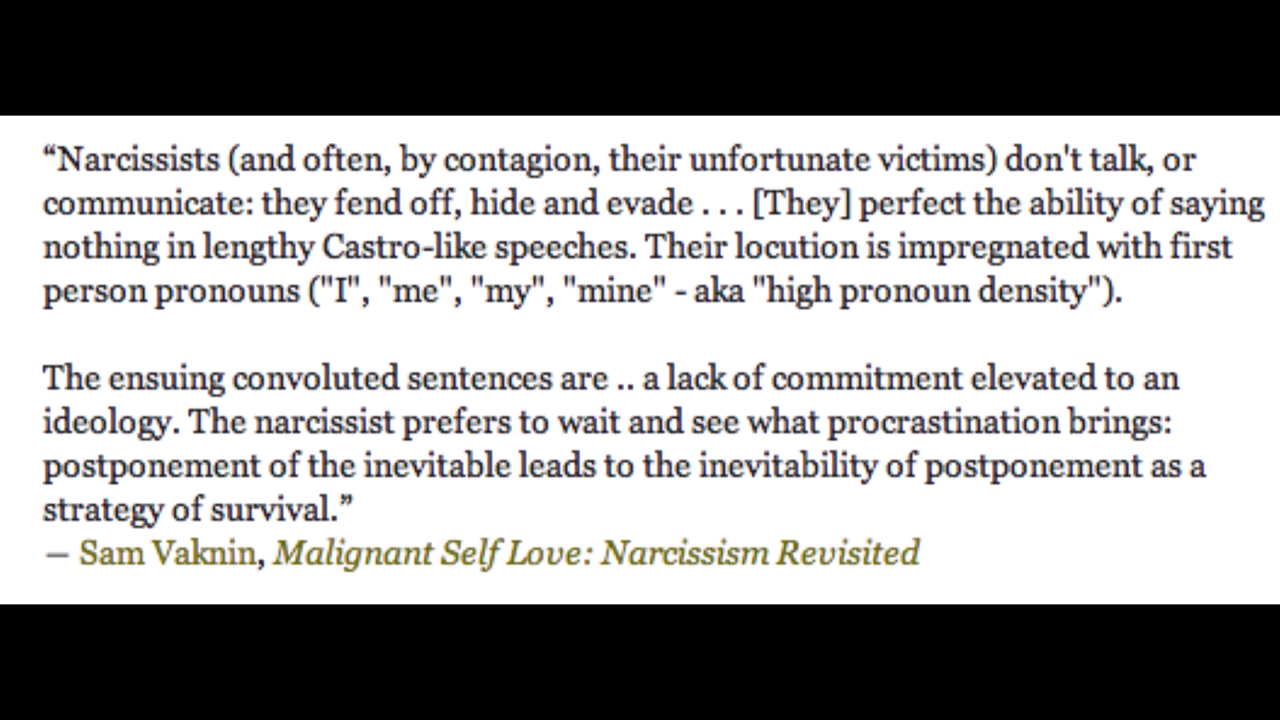 “Narcissists (and often, by contagion, their unfortunate victims) don't talk, or
communicate: they fend off, hide and evade . . . [They] perfect the ability of saying
nothing in lengthy Castro-like speeches. Their locution is impregnated with first
person pronouns ("I", "me", "my", "mine" - aka "high pronoun density").
The ensuing convoluted sentences are .. a lack of commitment elevated to an
ideology. The narcissist prefers to wait and see what procrastination brings:
postponement of the inevitable leads to the inevitability of postponement as a
strategy of survival.”
— Sam Vaknin, Malignant Self Love: Narcissism Revisited